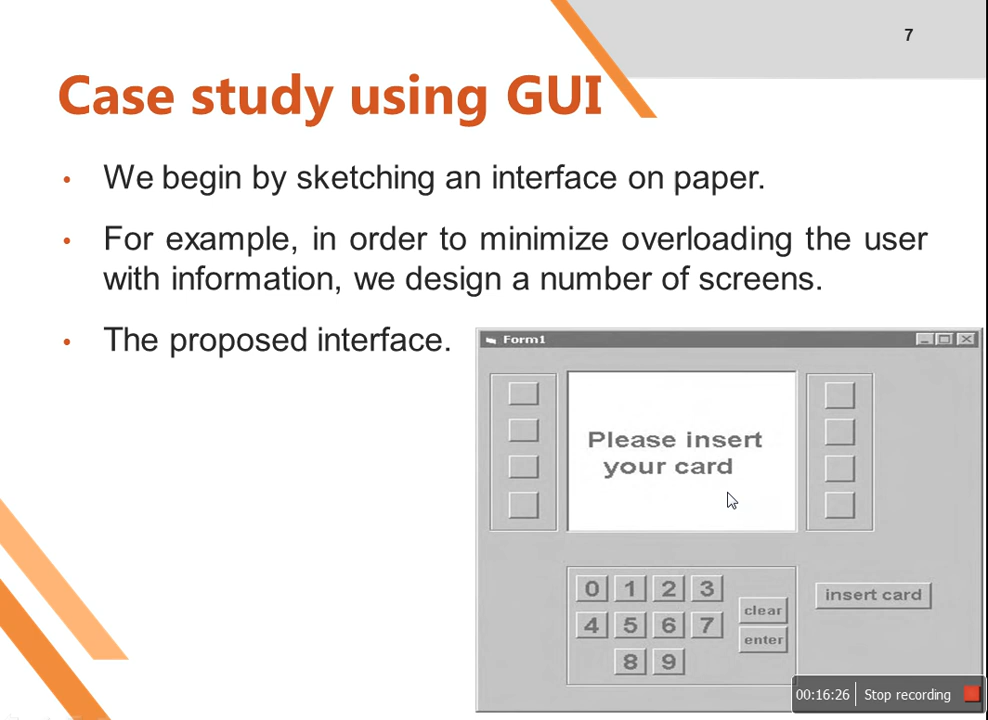 7
Case study using GUI
• We begin by sketching an interface on paper.
• For example, in order to minimize overloading the user
with information, we design a number of screens.
• The proposed interface.
Form1
Please insert
your card
0 1 2 3
clear
insert card
4 5 6 7
enter
8 9
00:16:26 Stop recording